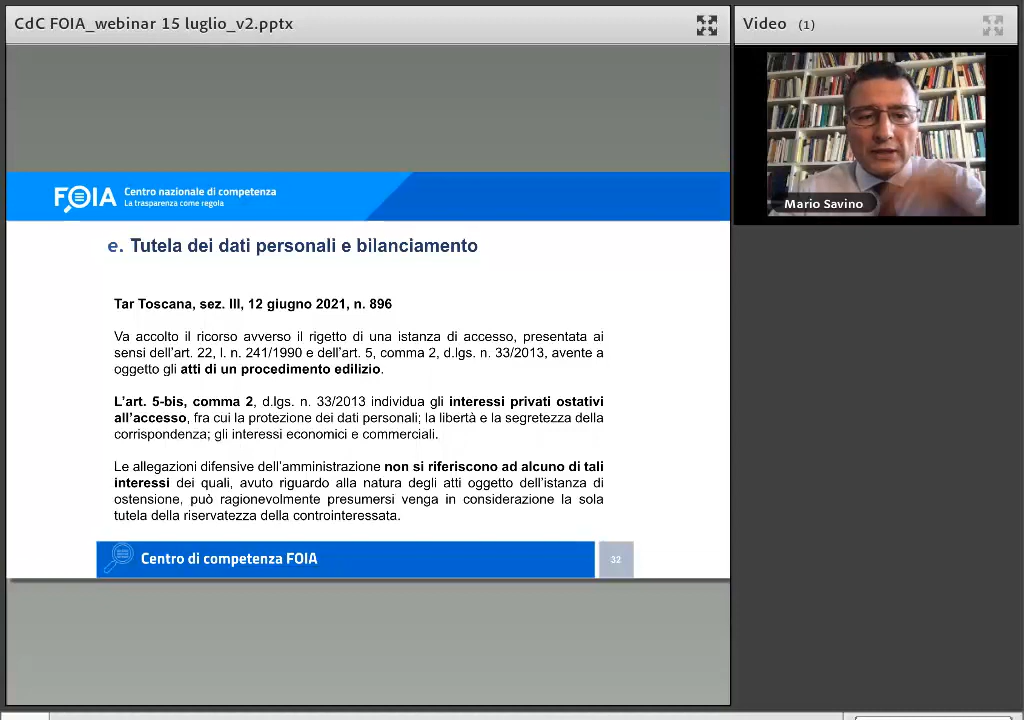 CdC FOIA_webinar 15 luglio_v2.pptx
Video (1)
Mario Savino
FOIA
Centro nazionale di competenza
La trasparenza come regola
e. Tutela dei dati personali e bilanciamento
Tar Toscana, sez. III, 12 giugno 2021, n. 896
Va accolto il ricorso avverso il rigetto di una istanza di accesso, presentata ai
sensi dell'art. 22, l. n. 241/1990 e dell'art. 5, comma 2, d.lgs. n. 33/2013, avente a
oggetto gli atti di un procedimento edilizio.
L'art. 5-bis, comma 2, d.lgs. n. 33/2013 individua gli interessi privati ostativi
all'accesso, fra cui la protezione dei dati personali; la libertà e la segretezza della
corrispondenza; gli interessi economici e commerciali.
Le allegazioni difensive dell'amministrazione non si riferiscono ad alcuno di tali
interessi dei quali, avuto riguardo alla natura degli atti oggetto dell'istanza di
ostensione, può ragionevolmente presumersi venga in considerazione la sola
tutela della riservatezza della controinteressata.
Centro di competenza FOIA
32